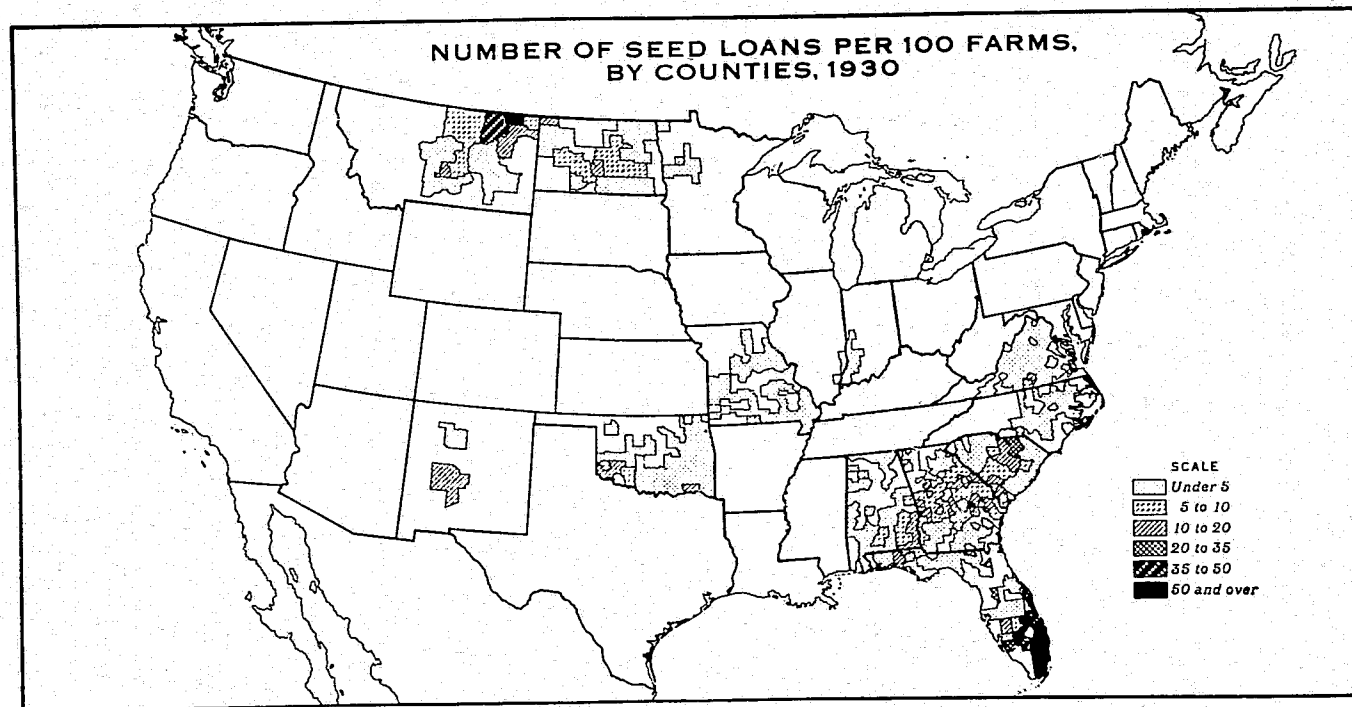 NUMBER OF SEED LOANS PER 100 FARMS,
BY COUNTIES, 1930
SCALE
Under 5
5 to 10
10 to 20
20 to 35
35 to 50
50 and over